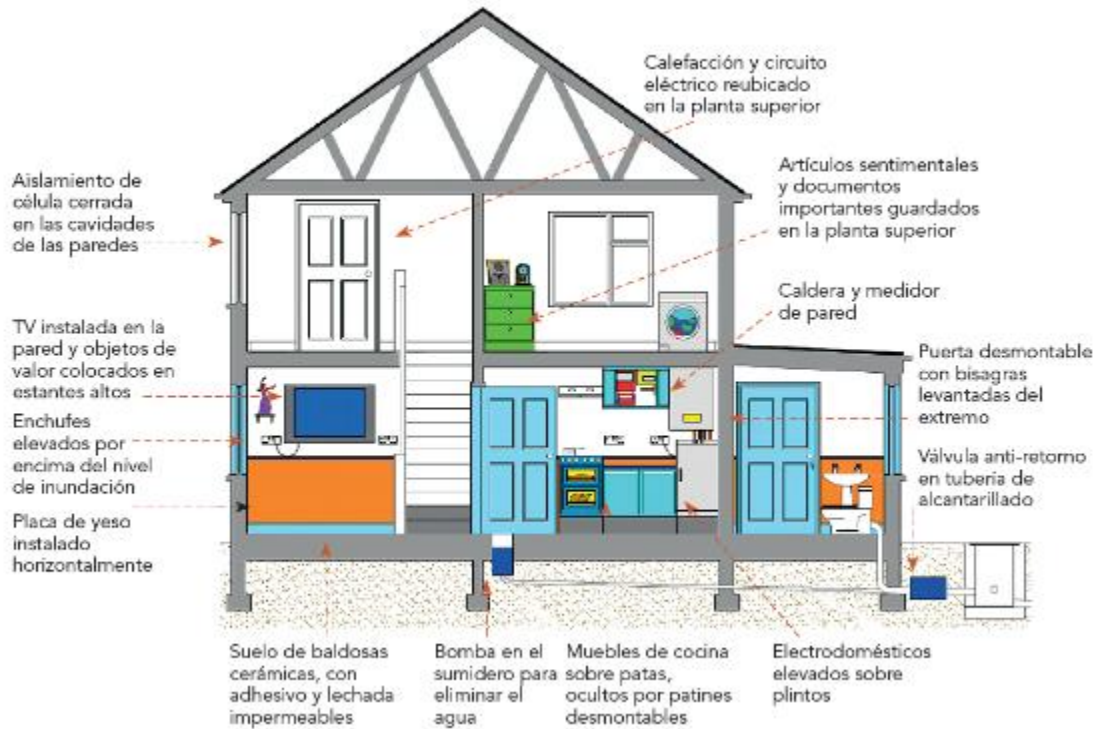 Calefacción y circuito
eléctrico reubicado
en la planta superior
Artículos sentimentales
y documentos
importantes guardados
en la planta superior
Caldera y medidor
de pared
Puerta desmontable
con bisagras
levantadas del
extremo
Válvula anti-retorno
en tubería de
alcantarillado
Aislamiento de
célula cerrada
en las cavidades
de las paredes
TV instalada en la
pared y objetos de
valor colocados en
estantes altos
Enchufes
elevados por
encima del nivel
de inundación
Placa de yeso
instalado
horizontalmente
Suelo de baldosas
cerámicas, con
adhesivo y lechada
impermeables
Bomba en el
sumidero para
eliminar el
agua
Muebles de cocina
sobre patas,
ocultos por patines
desmontables
Electrodomésticos
elevados sobre
plintos